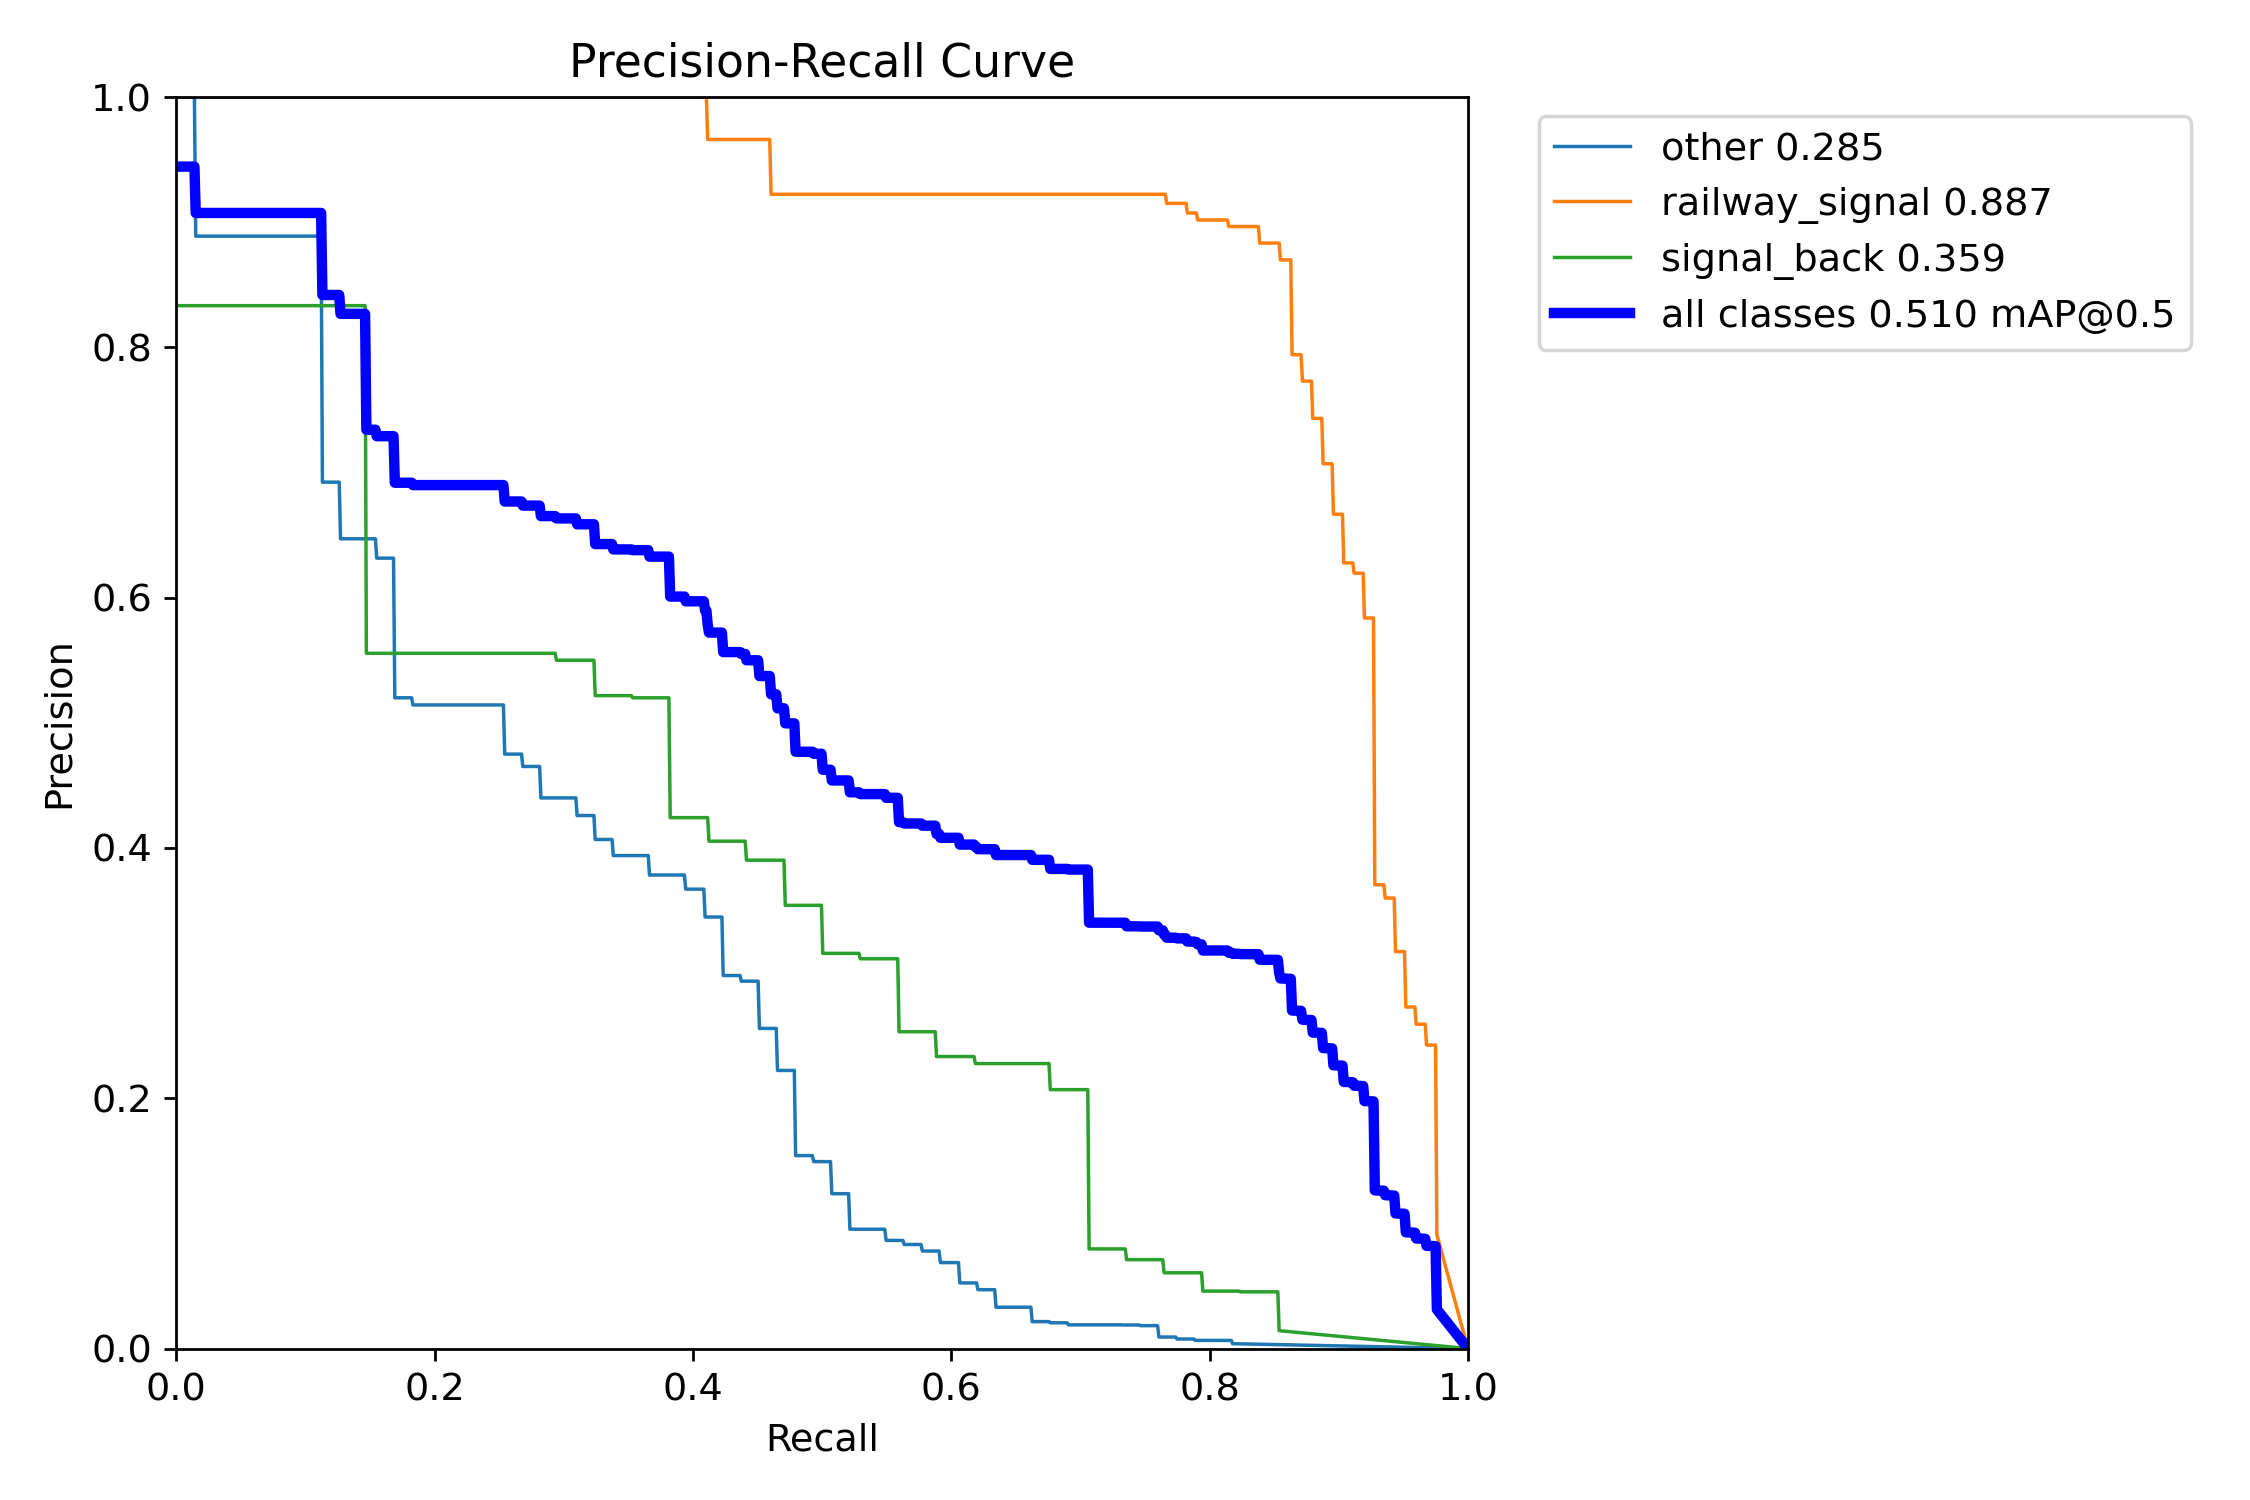 Precision-Recall Curve
1.0
0.8
0.6
0.4
0.2
0.0
Precision
0.0 0.2 0.4 0.6 0.8 1.0
Recall
other 0.285
railway_signal 0.887
signal_back 0.359
all classes 0.510 mAP@0.5